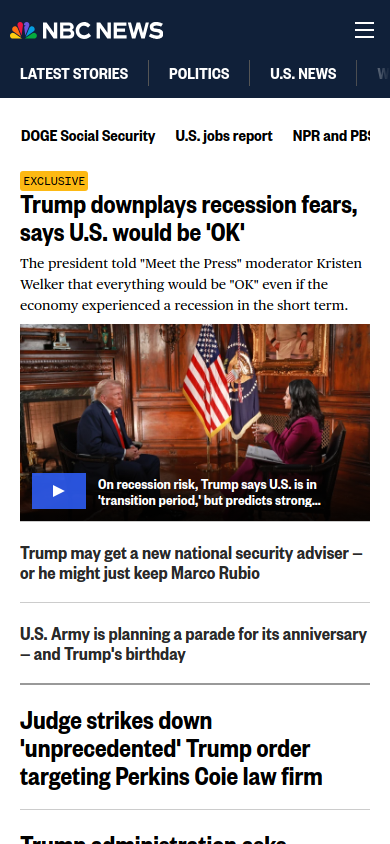 NBC NEWS
LATEST STORIES
POLITICS
U.S. NEWS
DOGE Social Security
U.S. jobs report
NPR and PBS
EXCLUSIVE
Trump downplays recession fears,
says U.S. would be 'OK'
The president told "Meet the Press" moderator Kristen
Welker that everything would be "OK" even if the
economy experienced a recession in the short term.
On recession risk, Trump says U.S. is in
'transition period,' but predicts strong...
Trump may get a new national security adviser —
or he might just keep Marco Rubio
U.S. Army is planning a parade for its anniversary
— and Trump's birthday
Judge strikes down
'unprecedented' Trump order
targeting Perkins Coie law firm
Trump administration asks